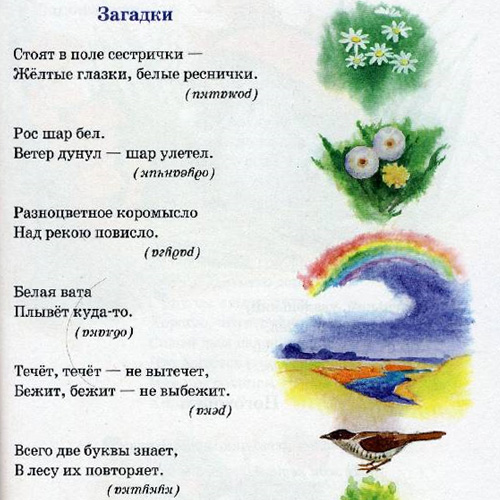 Загадки
Стоят в поле сестрички —
Жёлтые глазки, белые реснички.
(ромашки)
Рос шар бел.
Ветер дунул — шар улетел.
(одуванчик)
Разноцветное коромысло
Над рекою повисло.
(радуга)
Белая вата
Плывёт куда-то.
(облака)
Течёт, течёт — не вытечет,
Бежит, бежит — не выбежит.
(река)
Всего две буквы знает,
В лесу их повторяет.
(кукушка)